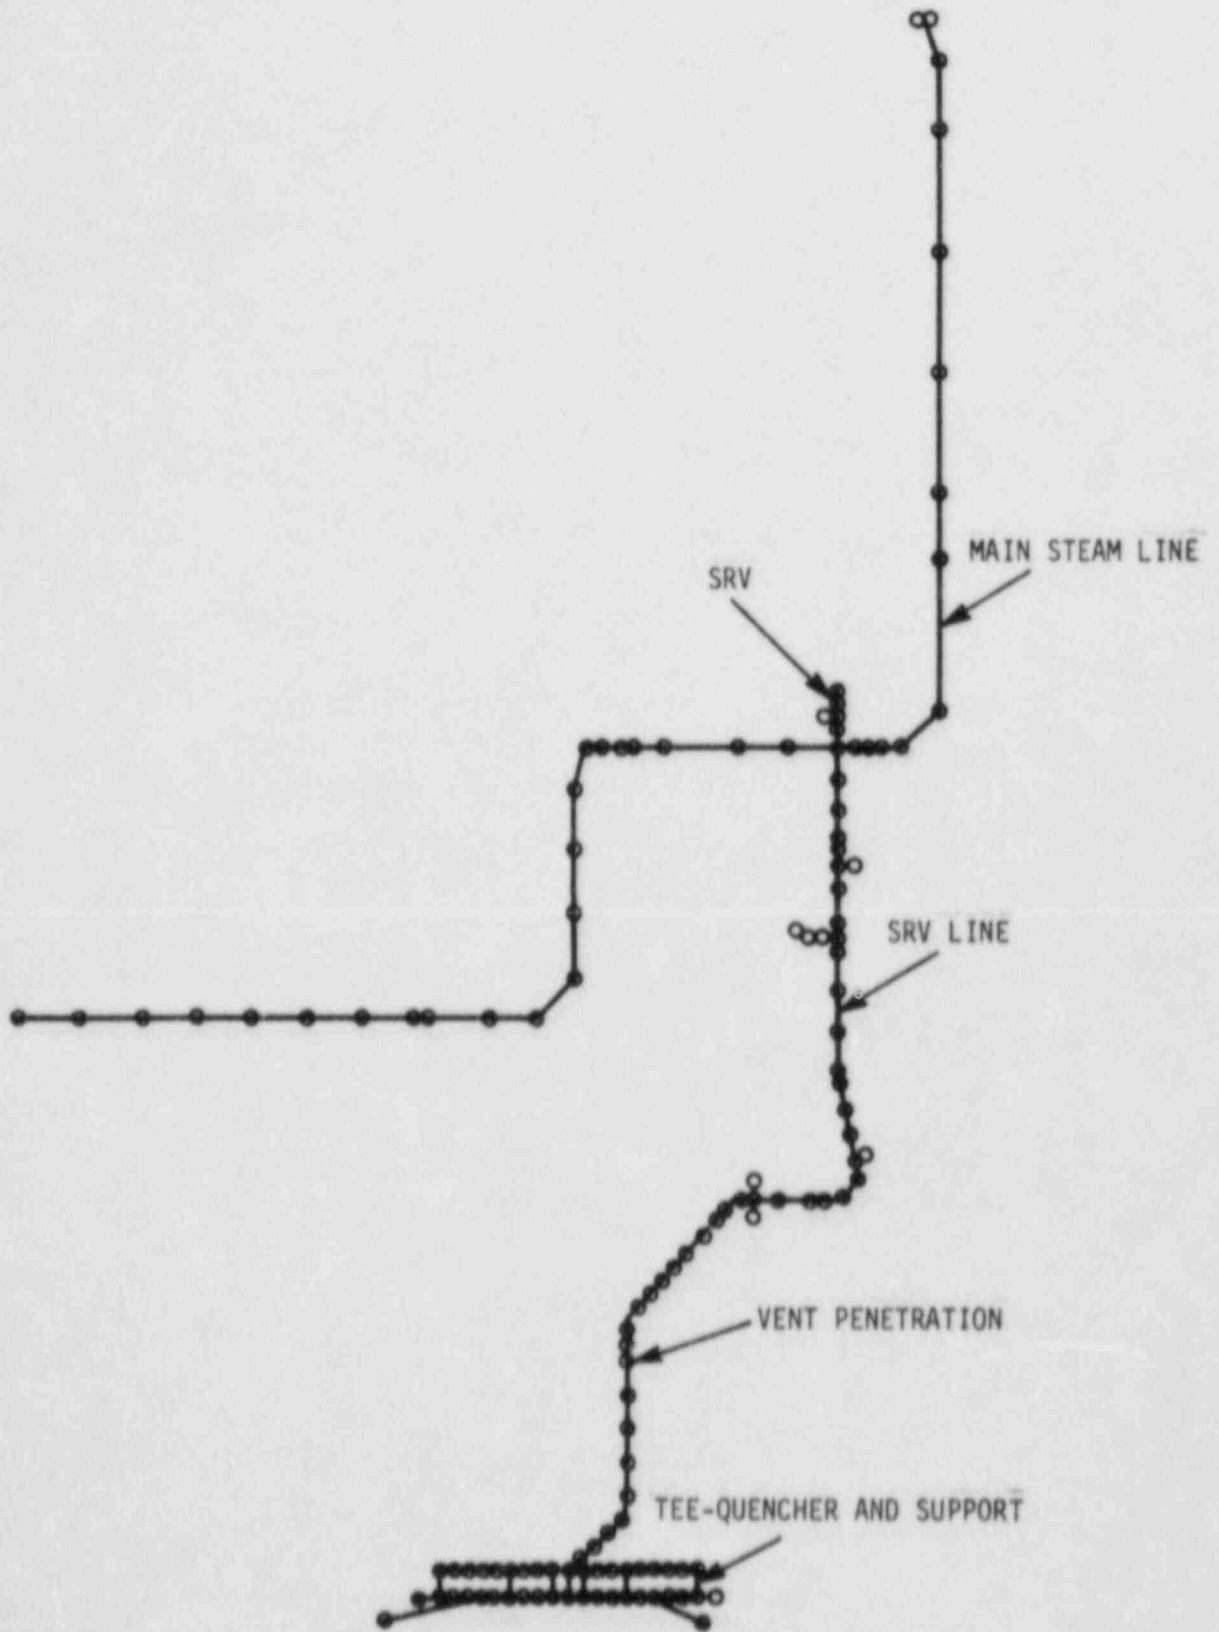 MAIN STEAM LINE
SRV
SRV LINE
VENT PENETRATION
TEE-QUENCHER AND SUPPORT